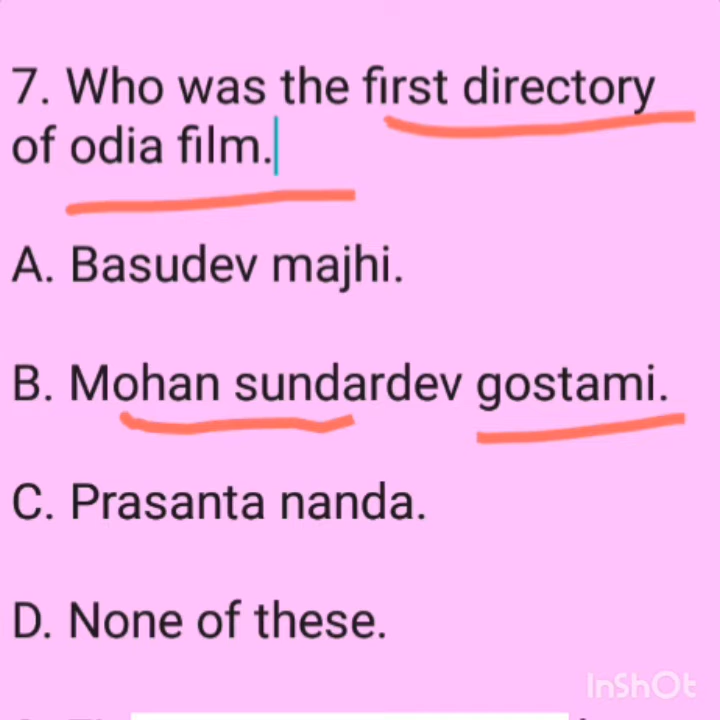 7. Who was the first directory
of odia film.
A. Basudev majhi.
B. Mohan sundardev gostami.
C. Prasanta nanda.
D. None of these.
InShOt